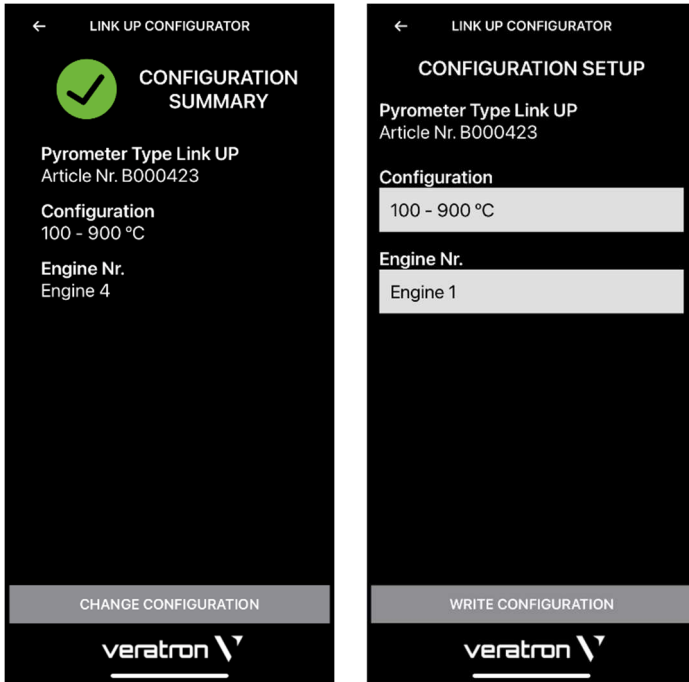 LINK UP CONFIGURATOR
CONFIGURATION
SUMMARY
Pyrometer Type Link UP
Article Nr. B000423
Configuration
100 - 900 ºC
Engine Nr.
Engine 4
CHANGE CONFIGURATION
veratron
LINK UP CONFIGURATOR
CONFIGURATION SETUP
Pyrometer Type Link UP
Article Nr. B000423
Configuration
100 - 900 ºC
Engine Nr.
Engine 1
WRITE CONFIGURATION
veratron